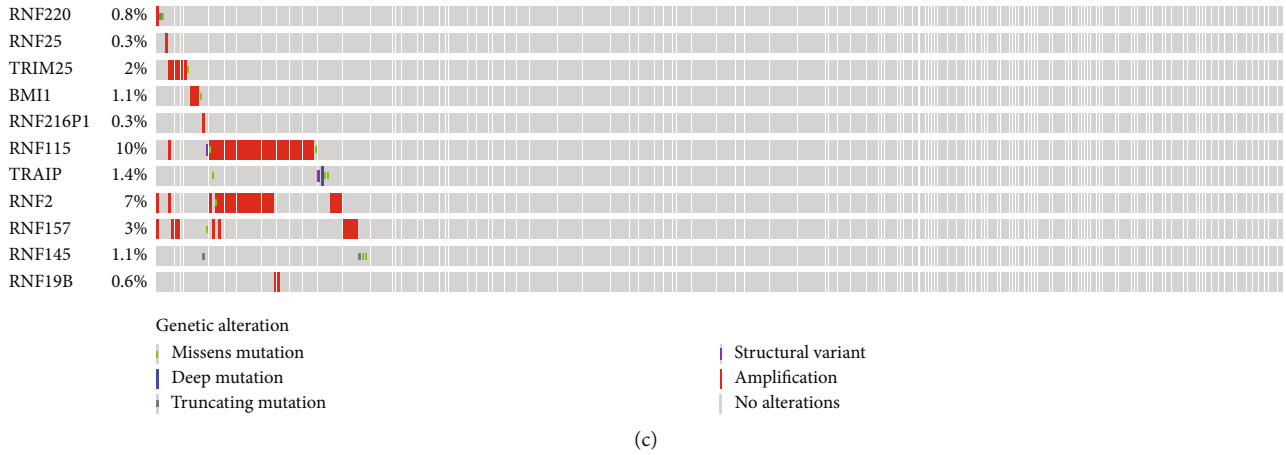 RNF220 0.8%
RNF25 0.3%
TRIM25 2%
BMI1 1.1%
RNF216P1 0.3%
RNF115 10%
TRAIP 1.4%
RNF2 7%
RNF157 3%
RNF145 1.1%
RNF19B 0.6%
Genetic alteration
Missens mutation Structural variant
Deep mutation Amplification
Truncating mutation No alterations
(c)